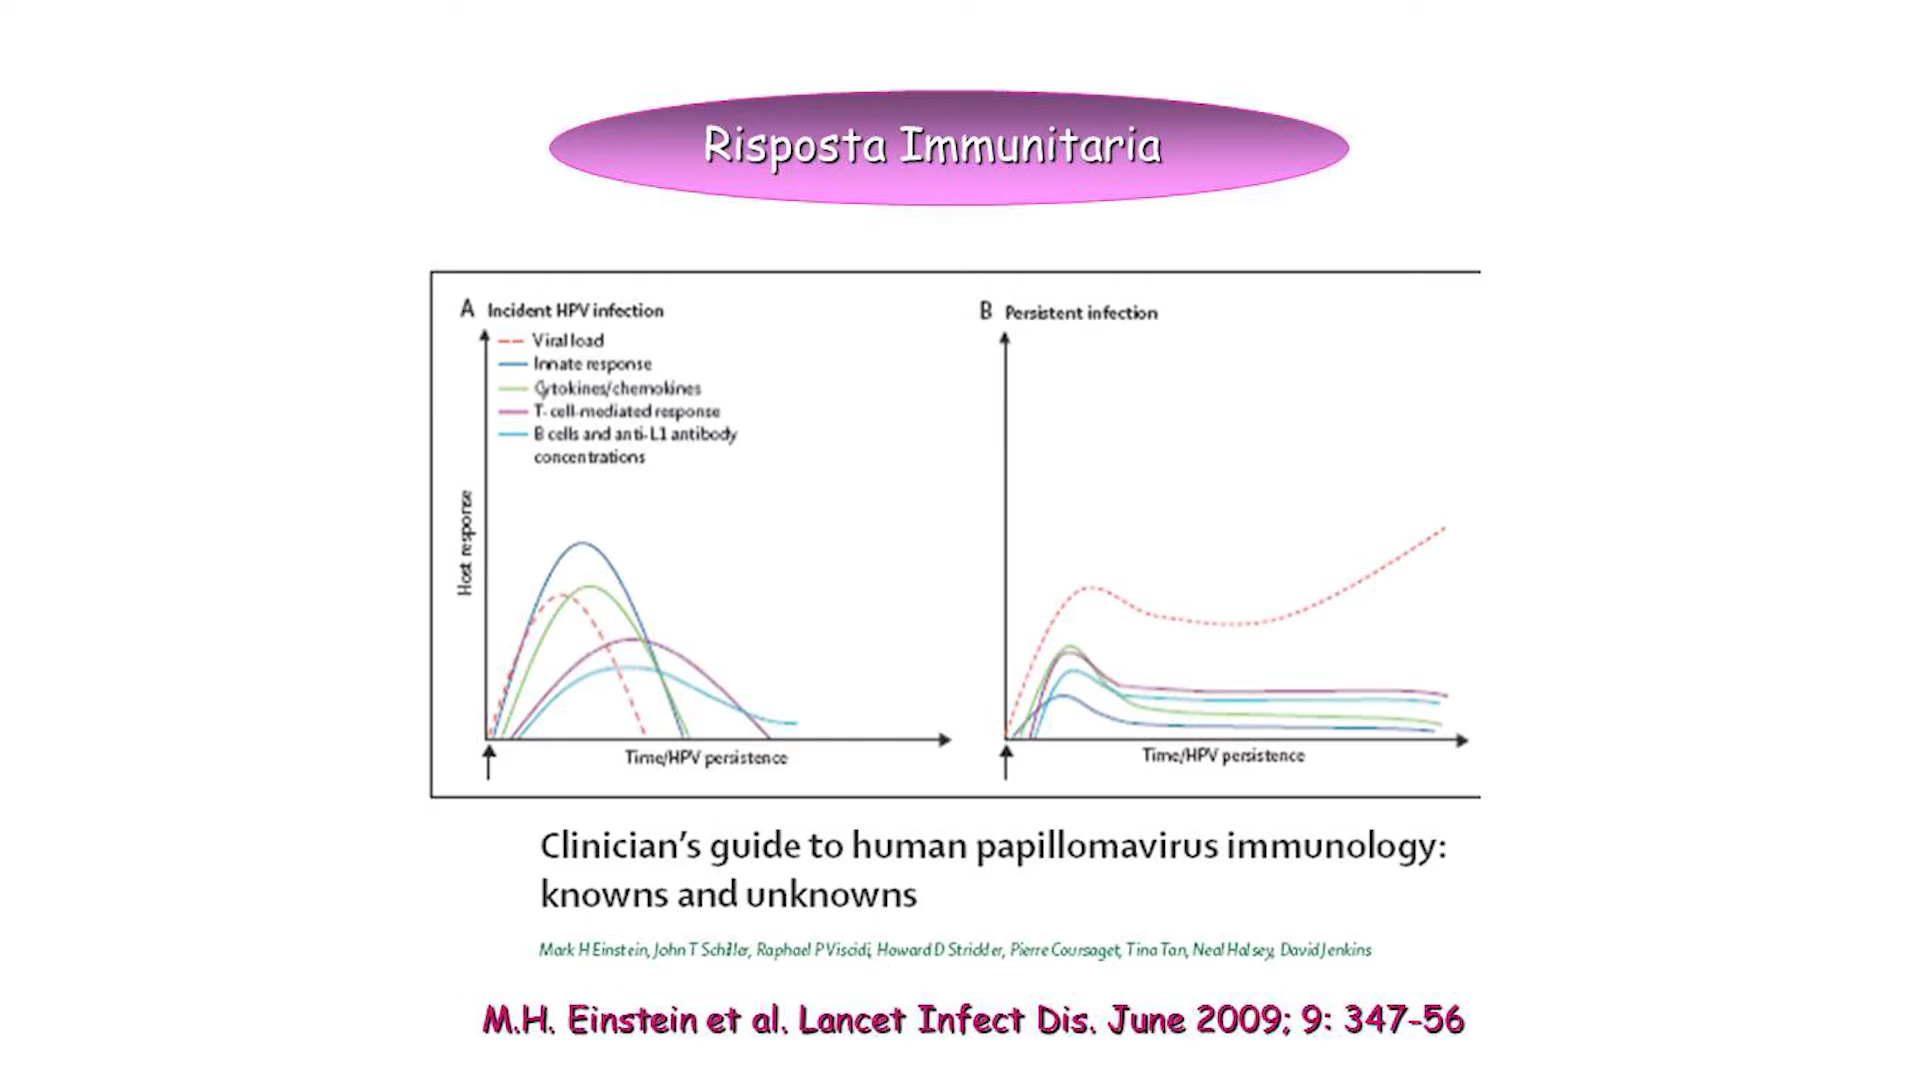 Risposta Immunitaria
A Incident HPV infection
Viral load
Innate response
Cytokines/chemokines
T-cell-mediated response
B cells and anti-L1 antibody
concentrations
Host response
Time/HPV persistence
B Persistent infection
Time/HPV persistence
Clinician's guide to human papillomavirus immunology:
knowns and unknowns
Mark H Einstein, John T Schiller, Raphael P Viscidi, Howard D Strickler, Pierre Coursaget, Tina Tan, Neal Halsey, David Jenkins
M.H. Einstein et al. Lancet Infect Dis. June 2009; 9: 347-56